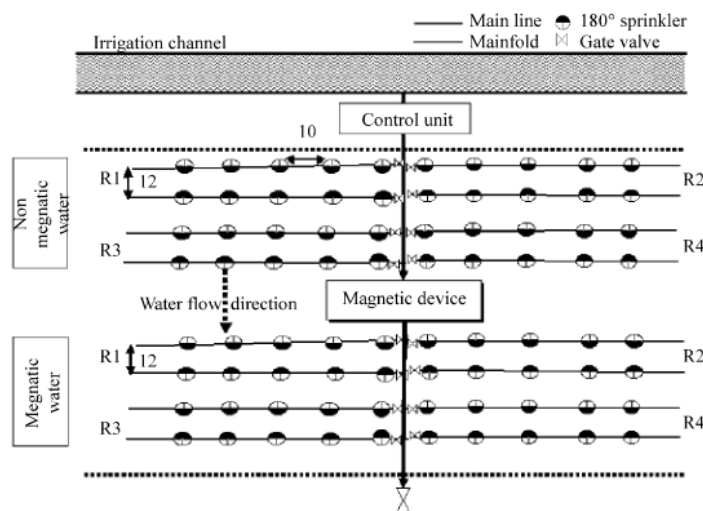 Main line
180° sprinkler
Irrigation channel
Mainfold
Gate valve
Control unit
10
Non
megnatic
water
R1
12
R2
R3
R4
Water flow direction
Magnetic device
Megnatic
water
R1
12
R2
R3
R4